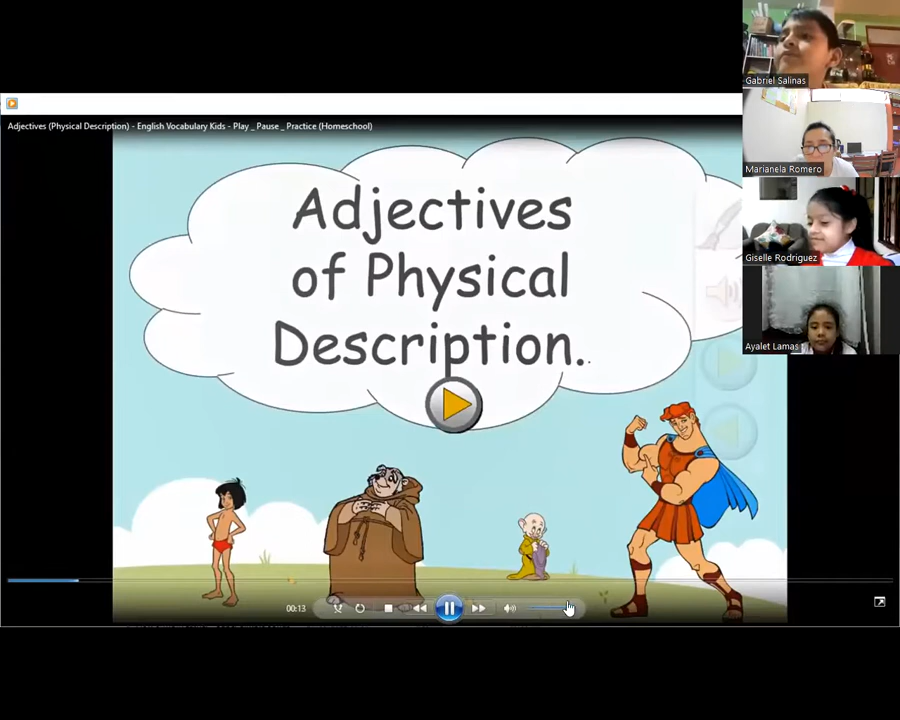 Adjectives (Physical Description) - English Vocabulary Kids - Play _ Pause _ Practice (Homeschool)
Adjectives
of Physical
Description..
00:13
Gabriel Salinas
Marianela Romero
Giselle Rodriguez
Ayalet Lamas